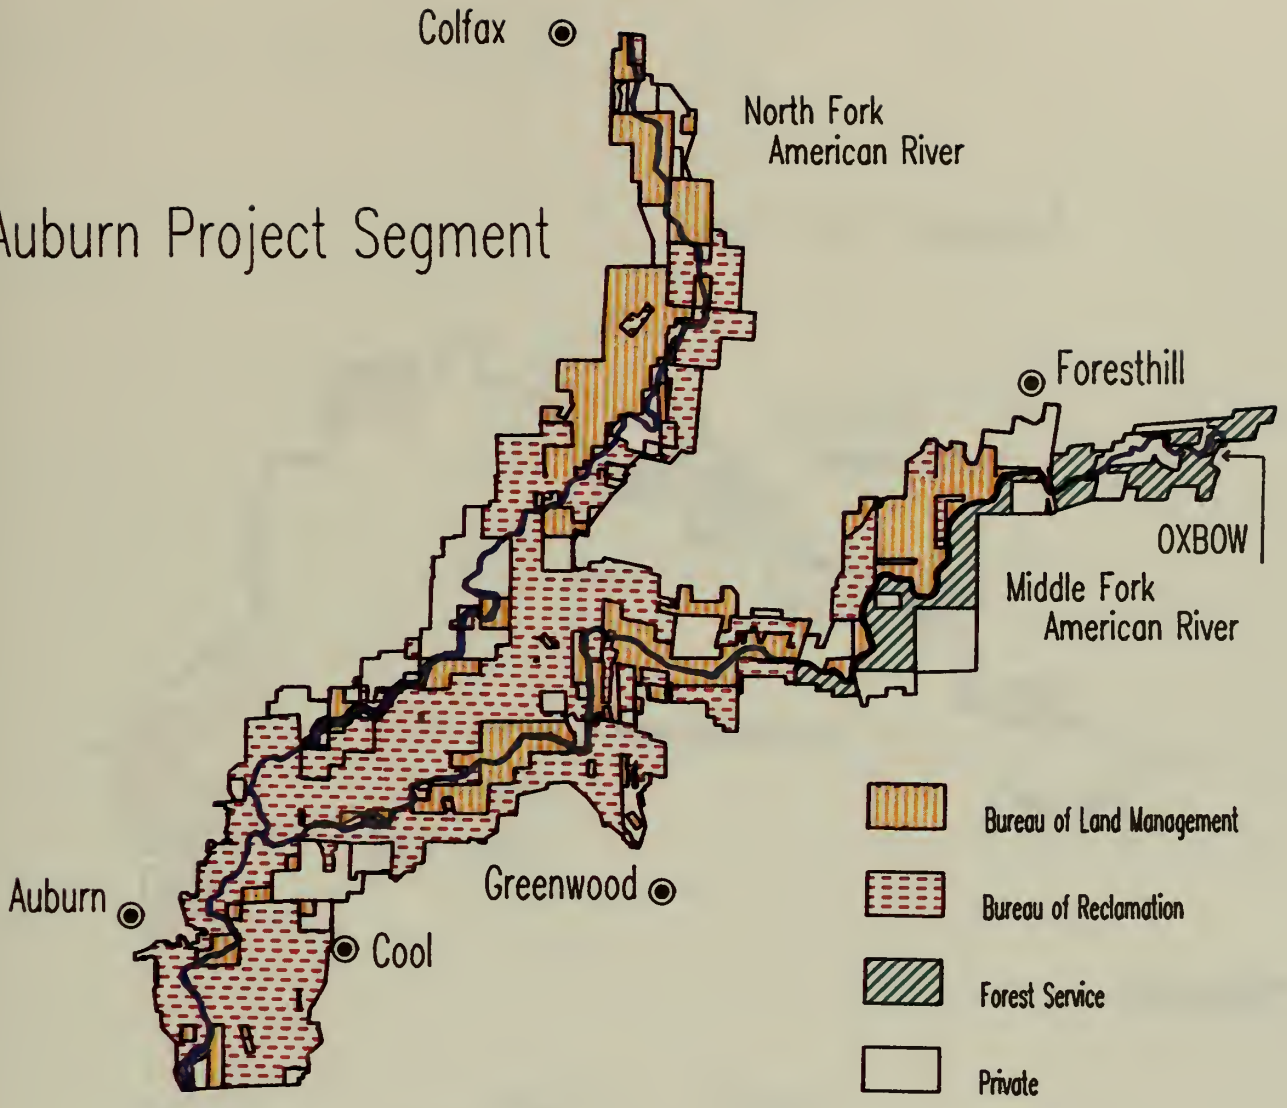 Colfax
North Fork
American River
Auburn Project Segment
Foresthill
OXBOW
Middle Fork
American River
Bureau of Land Management
Auburn
Greenwood
Bureau of Reclamation
Cool
Forest Service
Private